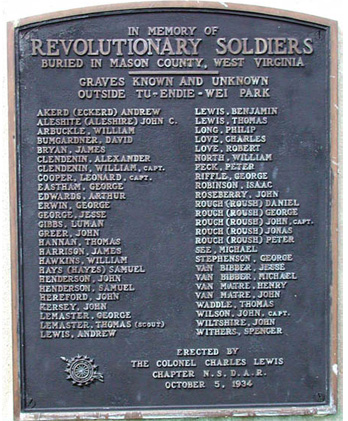 IN MEMORY OF
REVOLUTIONARY SOLDIERS
BURIED IN MASON COUNTY, WEST VIRGINIA
GRAVES KNOWN AND UNKNOWN
OUTSIDE TU-ENDIE-WEI PARK
AKERD (ECKERD) ANDREW
ALESHITE (ALESHIRE) JOHN C.
ARBUCKLE, WILLIAM
BUMGARDNER, DAVID
BRYAN, JAMES
CLENDENIN, ALEXANDER
CLENDENIN, WILLIAM, CAPT.
COOPER, LEONARD, CAPT.
EASTHAM, GEORGE
EDWARDS, ARTHUR
ERWIN, GEORGE
GEORGE, JESSE
GIBBS, LUMAN
GREER, JOHN
HANNAN, THOMAS
HARRISON, JAMES
HAWKINS, WILLIAM
HAYS (HAYES) SAMUEL
HENDERSON, JOHN
HENDERSON, SAMUEL
HEREFORD, JOHN
KERSEY, JOHN
LEMASTER, GEORGE
LEMASTER, THOMAS (SCOUT)
LEWIS, ANDREW
LEWIS, BENJAMIN
LEWIS, THOMAS
LONG, PHILIP
LOVE, CHARLES
LOVE, ROBERT
NORTH, WILLIAM
PECK, PETER
RIFFLE, GEORGE
ROBINSON, ISAAC
ROSEBERRY, JOHN
ROUGH (ROUSH) DANIEL
ROUGH (ROUSH) GEORGE
ROUGH (ROUSH) JOHN, CAPT.
ROUGH (ROUSH) JONAS
ROUGH (ROUSH) PETER
SEE, MICHAEL
STEPHENSON, GEORGE
VAN BIBBER, JESSE
VAN BIBBER, MICHAEL
VAN MATRE, HENRY
VAN MATRE, JOHN
WADDLE, THOMAS
WILSON, JOHN, CAPT.
WILTSHIRE, JOHN
WITHERS, SPENCER
ERECTED BY
THE COLONEL CHARLES LEWIS
CHAPTER N.S.D.A.R.
OCTOBER 5, 1934